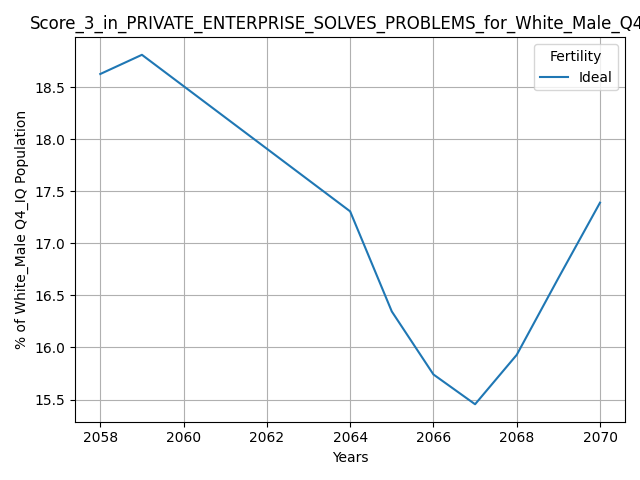 Score_3_in_PRIVATE_ENTERPRISE_SOLVES_PROBLEMS_for_White_Male_Q4
Fertility
Ideal
% of White_Male Q4_IQ Population
18.5
18.0
17.5
17.0
16.5
16.0
15.5
2058 2060 2062 2064 2066 2068 2070
Years